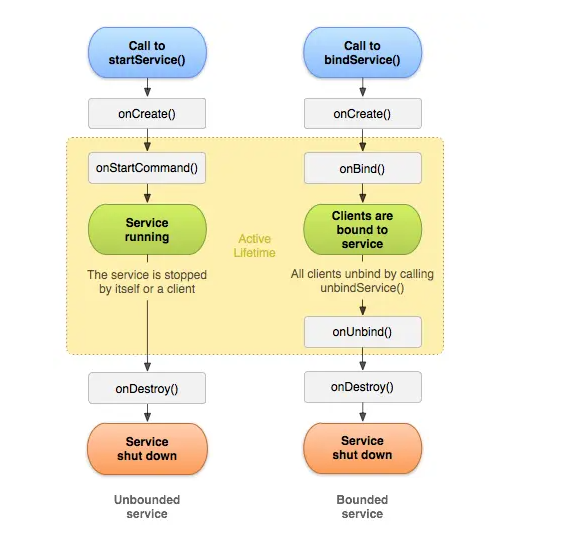 Call to
startService()
onCreate()
onStartCommand()
Service
running
The service is stopped
by itself or a client
onDestroy()
Service
shut down
Unbounded
service
Active
Lifetime
Call to
bindService()
onCreate()
onBind()
Clients are
bound to
service
All clients unbind by calling
unbindService()
onUnbind()
onDestroy()
Service
shut down
Bounded
service